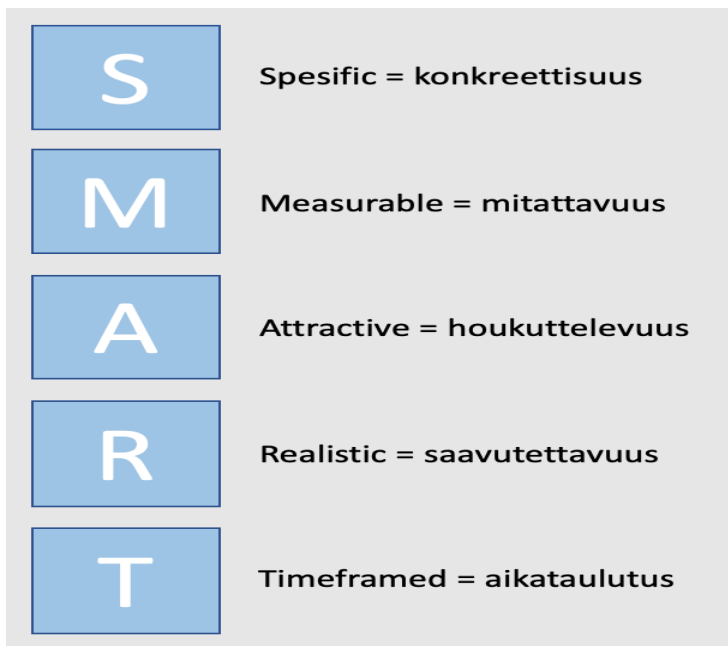 S Spesific = konkreettisuus
M Measurable = mitattavuus
A Attractive = houkuttelevuus
R Realistic = saavutettavuus
T Timeframed = aikataulutus